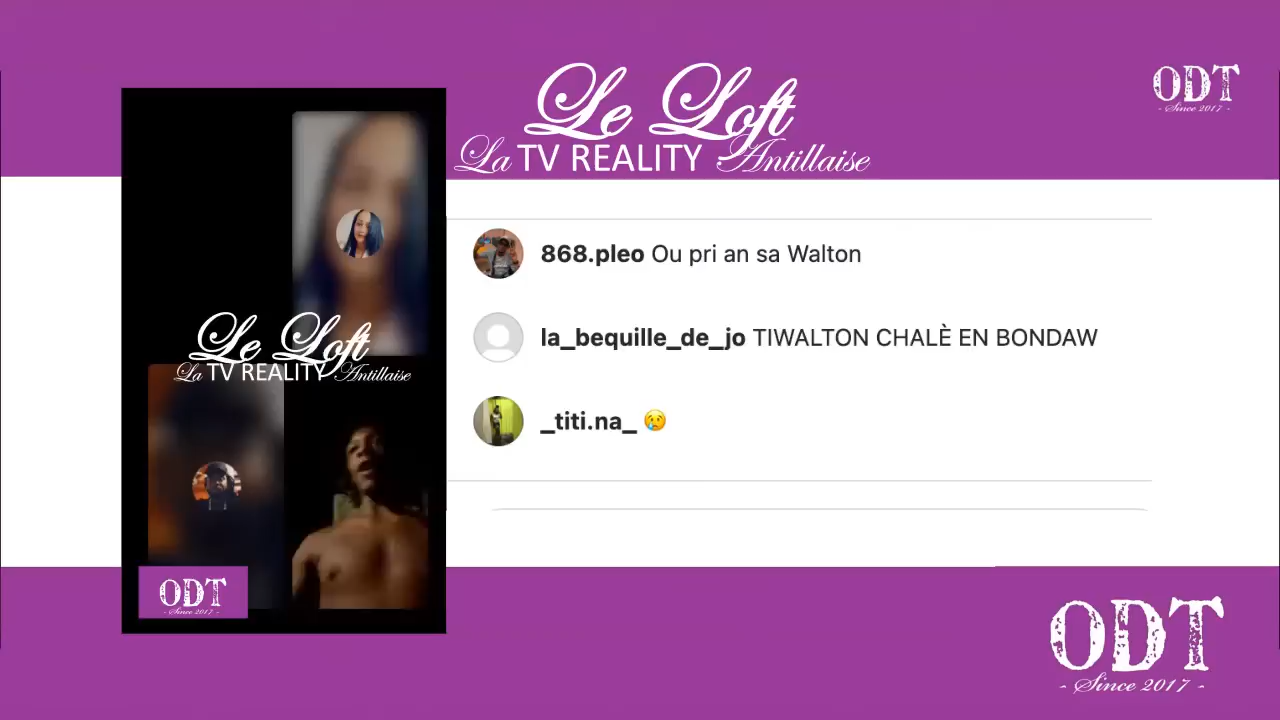 Le Loft
La TV REALITY Antillaise
ODT
- Since 2017 -
868.pleo Ou pri an sa Walton
la_bequille_de_jo TIWALTON CHALÈ EN BONDAW
_titi.na_ 😢
Le Loft
La TV REALITY Antillaise
ODT
- Since 2017 -
ODT
- Since 2017 -